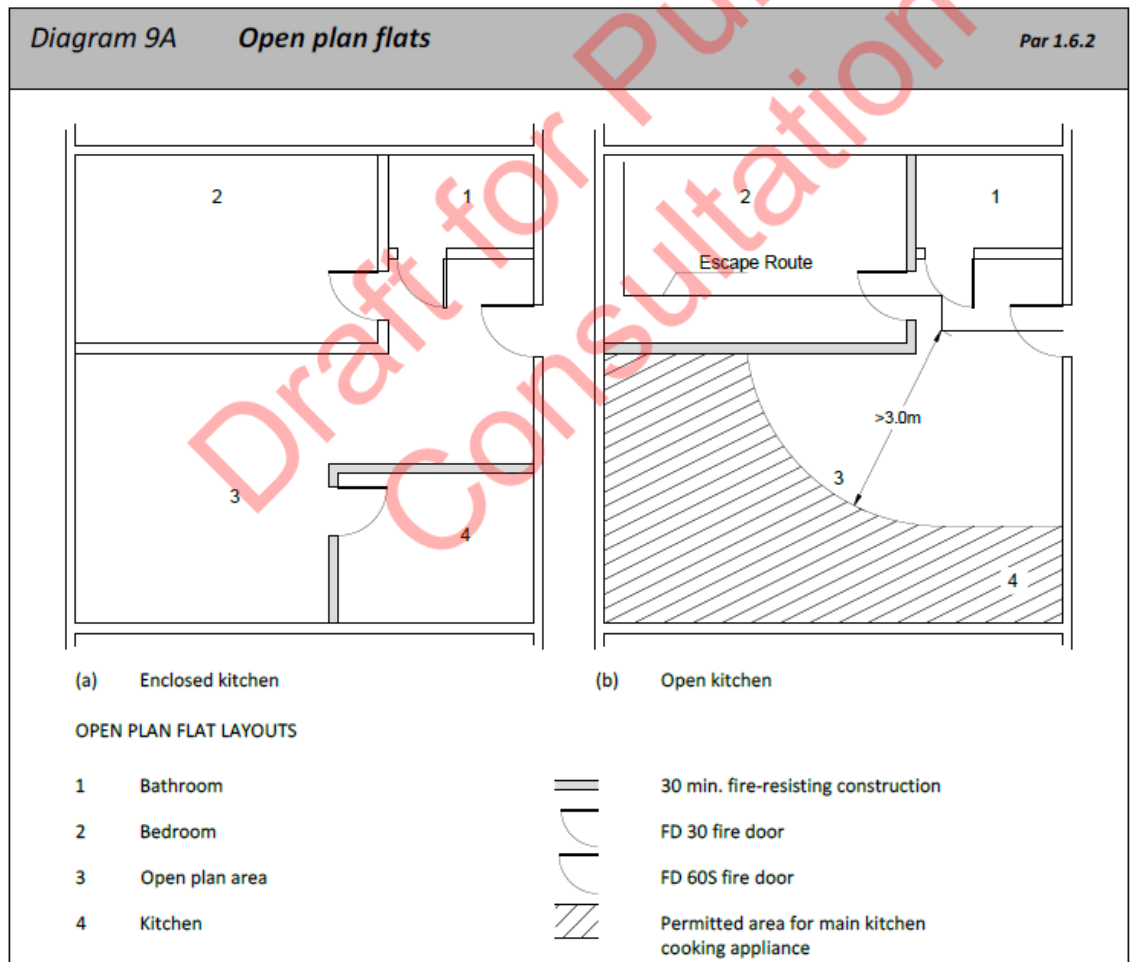 Diagram 9A Open plan flats Par 1.6.2
Draft for Pu
Consultation
2
1
3
4
2
1
Escape Route
>3.0m
3
4
(a) Enclosed kitchen
(b) Open kitchen
OPEN PLAN FLAT LAYOUTS
1 Bathroom
2 Bedroom
3 Open plan area
4 Kitchen
30 min. fire-resisting construction
FD 30 fire door
FD 60S fire door
Permitted area for main kitchen
cooking appliance